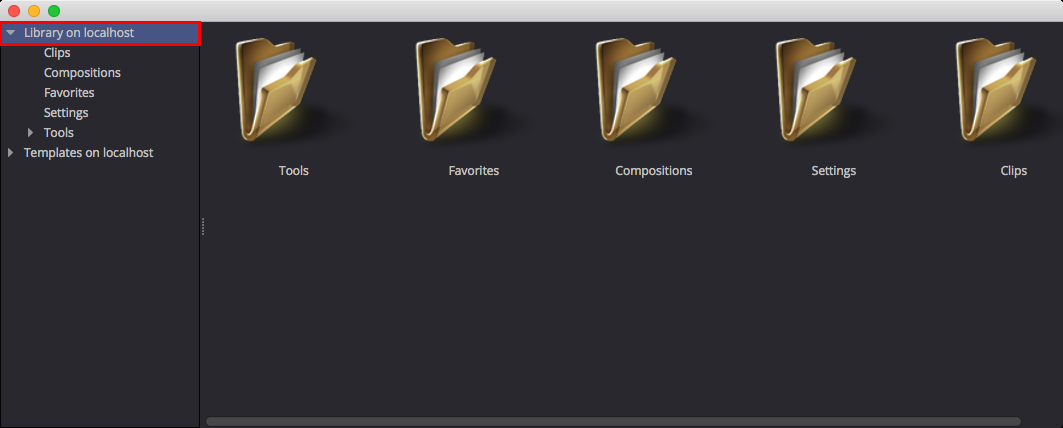 Library on localhost
Clips
Compositions
Favorites
Settings
Tools
Templates on localhost
Tools
Favorites
Compositions
Settings
Clips